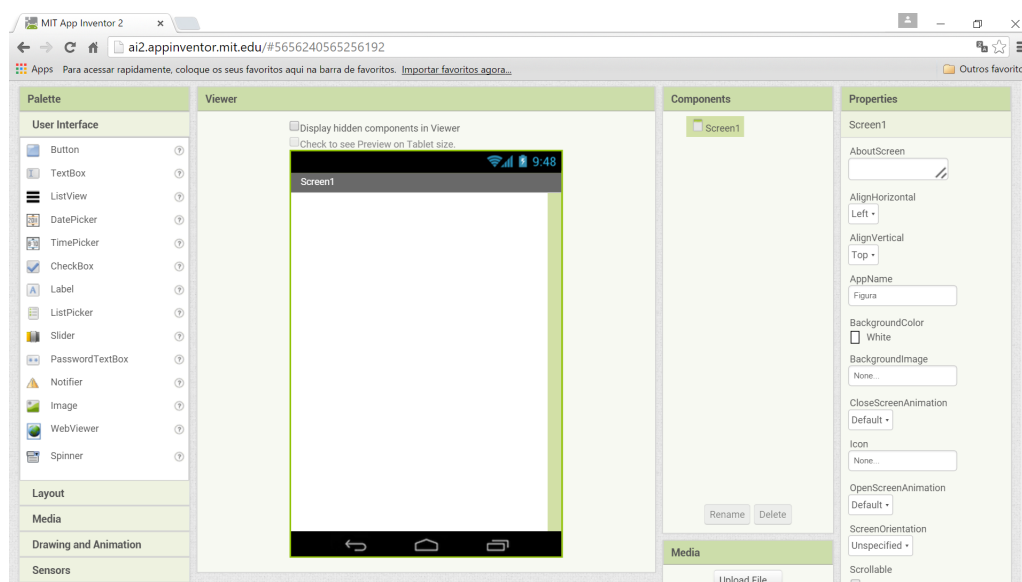 MIT App Inventor 2
ai2.appinventor.mit.edu/#5656240565256192
Apps Para acessar rapidamente, coloque os seus favoritos aqui na barra de favoritos. Importar favoritos agora... Outros favorito
Palette
User Interface
Button
TextBox
ListView
DatePicker
TimePicker
CheckBox
Label
ListPicker
Slider
PasswordTextBox
Notifier
Image
WebViewer
Spinner
Layout
Media
Drawing and Animation
Sensors
Viewer
Display hidden components in Viewer
Check to see Preview on Tablet size.
9:48
Screen1
Components
Screen1
Rename Delete
Media
Upload File
Properties
Screen1
AboutScreen
AlignHorizontal
Left
AlignVertical
Top
AppName
Figura
BackgroundColor
White
BackgroundImage
None...
CloseScreenAnimation
Default
Icon
None...
OpenScreenAnimation
Default
ScreenOrientation
Unspecified
Scrollable